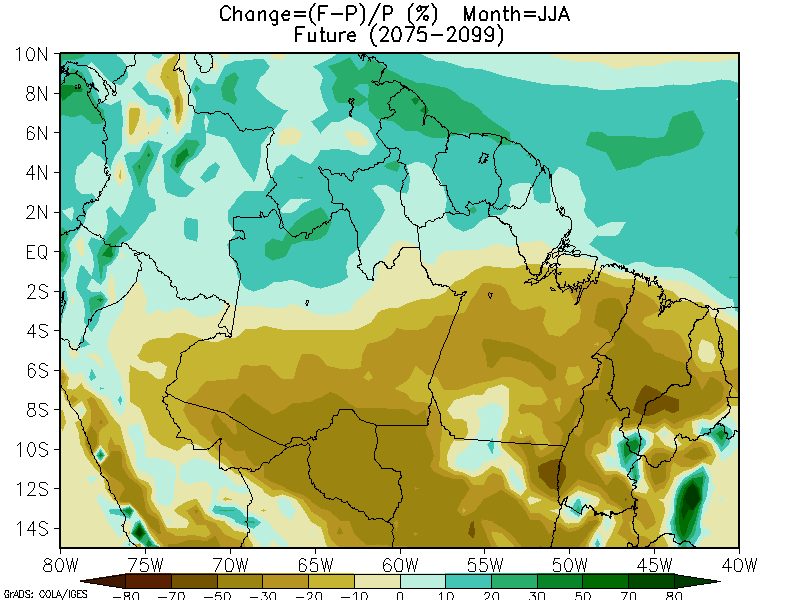 Change=(F-P)/P (%) Month=JJA
Future (2075-2099)
10N
8N
6N
4N
2N
EQ
2S
4S
6S
8S
10S
12S
14S
80W 75W 70W 65W 60W 55W 50W 45W 40W
GrADS: COLA/IGES
-80 -70 -50 -30 -20 -10 0 10 20 30 50 70 80